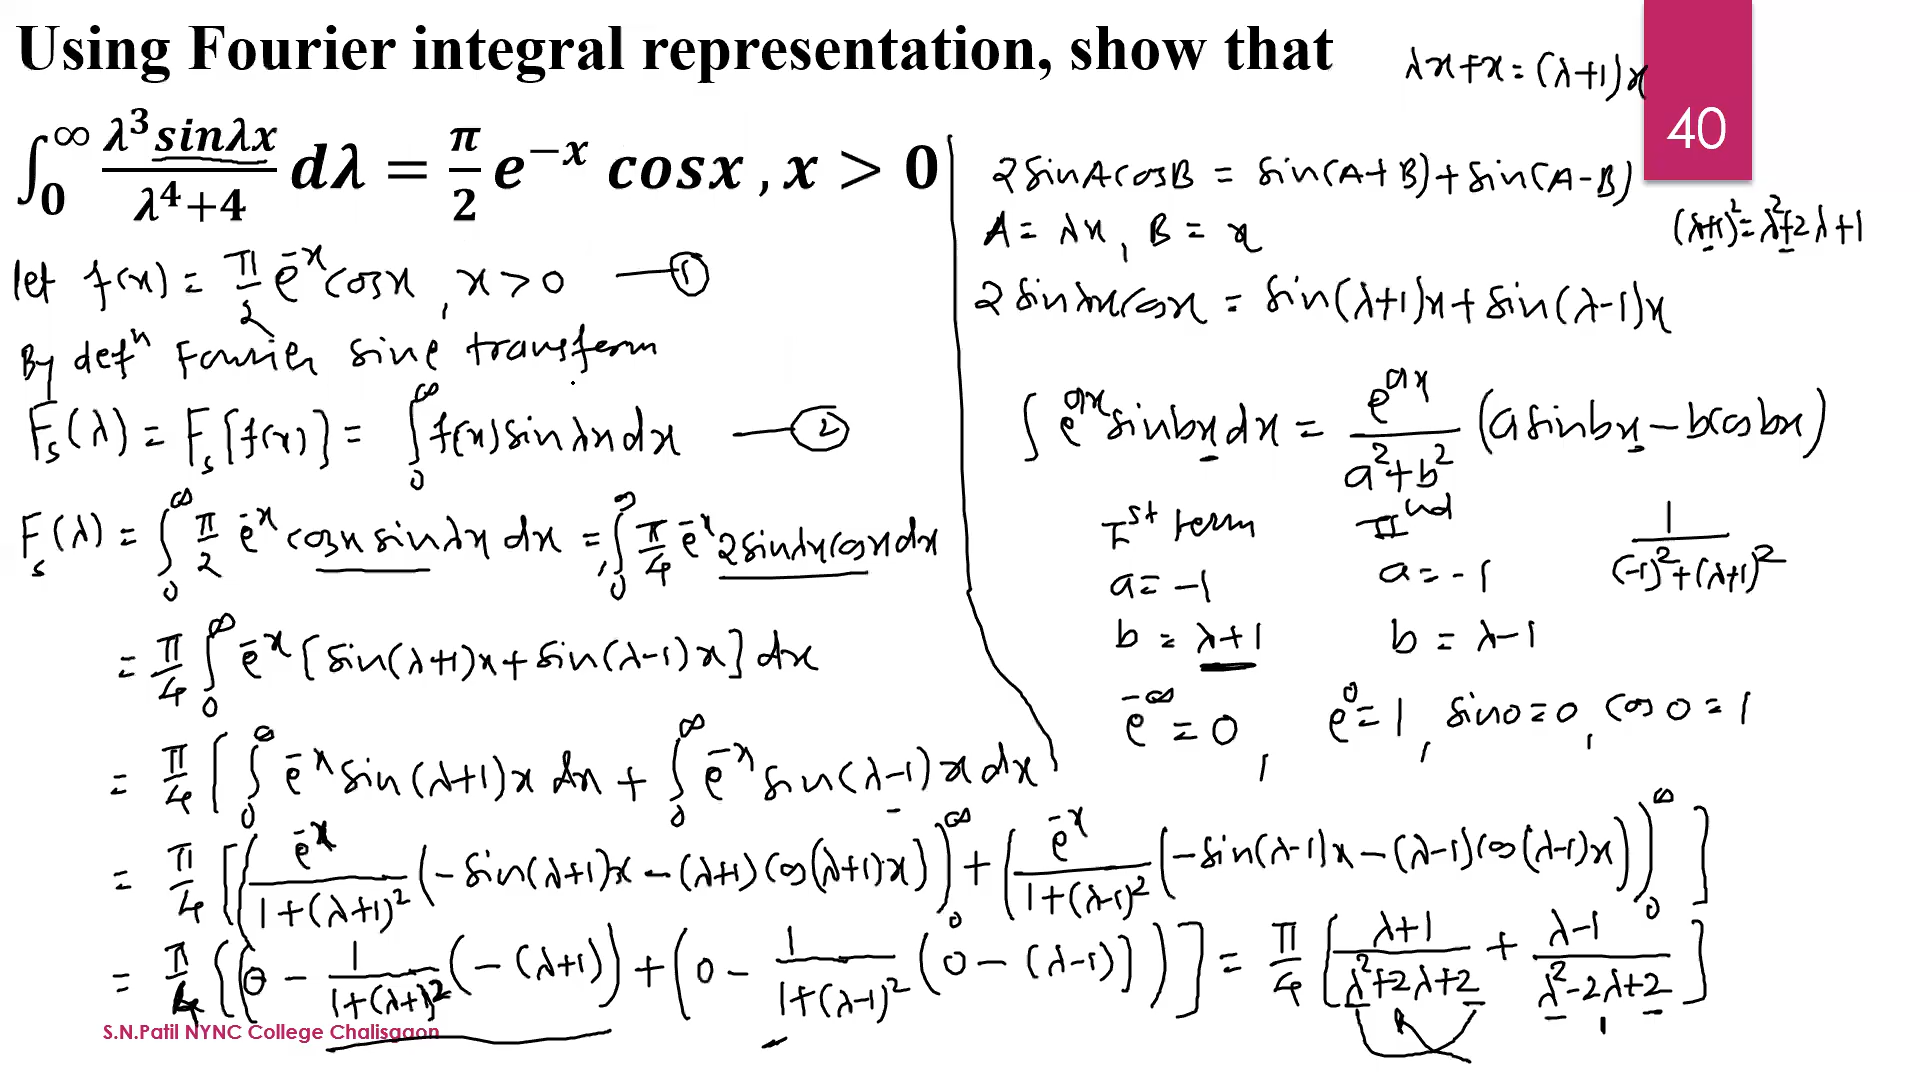 Using Fourier integral representation, show that
λx+x = (λ+1)x
40
∫₀^∞ λ³sinλx/(λ⁴+4) dλ = π/2 e⁻ˣ cosx , x > 0
2 sinA cosB = sin(A+B) + sin(A-B)
A = λx, B = x
(λ+1)² = λ²+2λ+1
2 sinλx cosx = sin(λ+1)x + sin(λ-1)x
let f(x) = π/2 e⁻ˣ cosx, x > 0 — ①
By defⁿ Fourier sine transform
F_s(λ) = F_s[f(x)] = ∫₀^∞ f(x) sinλx dx — ②
∫ e^{ax} sinbx dx = e^{ax}/(a²+b²) (a sinbx - b cosbx)
F_s(λ) = ∫₀^∞ π/2 e⁻ˣ cosx sinλx dx = ∫₀^∞ π/4 e⁻ˣ 2 sinλx cosx dx
Iˢᵗ term IIⁿᵈ 1/((-1)²+(λ+1)²)
a = -1 a = -1
b = λ+1 b = λ-1
= π/4 ∫₀^∞ e⁻ˣ [sin(λ+1)x + sin(λ-1)x] dx
e^{-∞} = 0, e⁰ = 1, sin0 = 0, cos0 = 1
= π/4 [∫₀^∞ e⁻ˣ sin(λ+1)x dx + ∫₀^∞ e⁻ˣ sin(λ-1)x dx
= π/4 [(e⁻ˣ/(1+(λ+1)²) (-sin(λ+1)x - (λ+1)cos(λ+1)x))₀^∞ + (e⁻ˣ/(1+(λ-1)²) (-sin(λ-1)x - (λ-1)cos(λ-1)x))₀^∞]
= π/4 {(0 - 1/(1+(λ+1)²) (-(λ+1)) + (0 - 1/(1+(λ-1)²) (0-(λ-1)))] = π/4 [(λ+1)/(λ²+2λ+2) + (λ-1)/(λ²-2λ+2)]
S.N.Patil NYNC College Chalisgaon